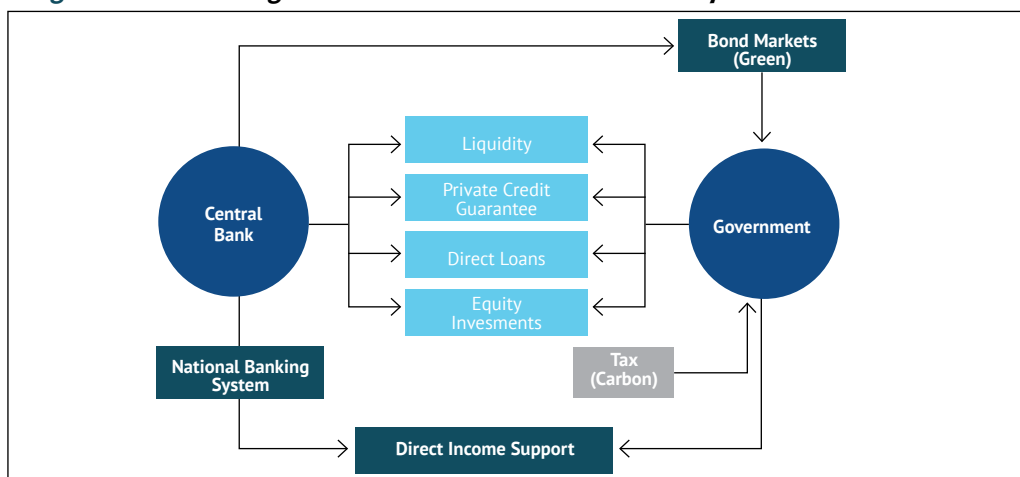 Bond Markets
(Green)
Liquidity
Private Credit
Guarantee
Central
Bank
Government
Direct Loans
Equity
Invesments
National Banking
System
Tax
(Carbon)
Direct Income Support